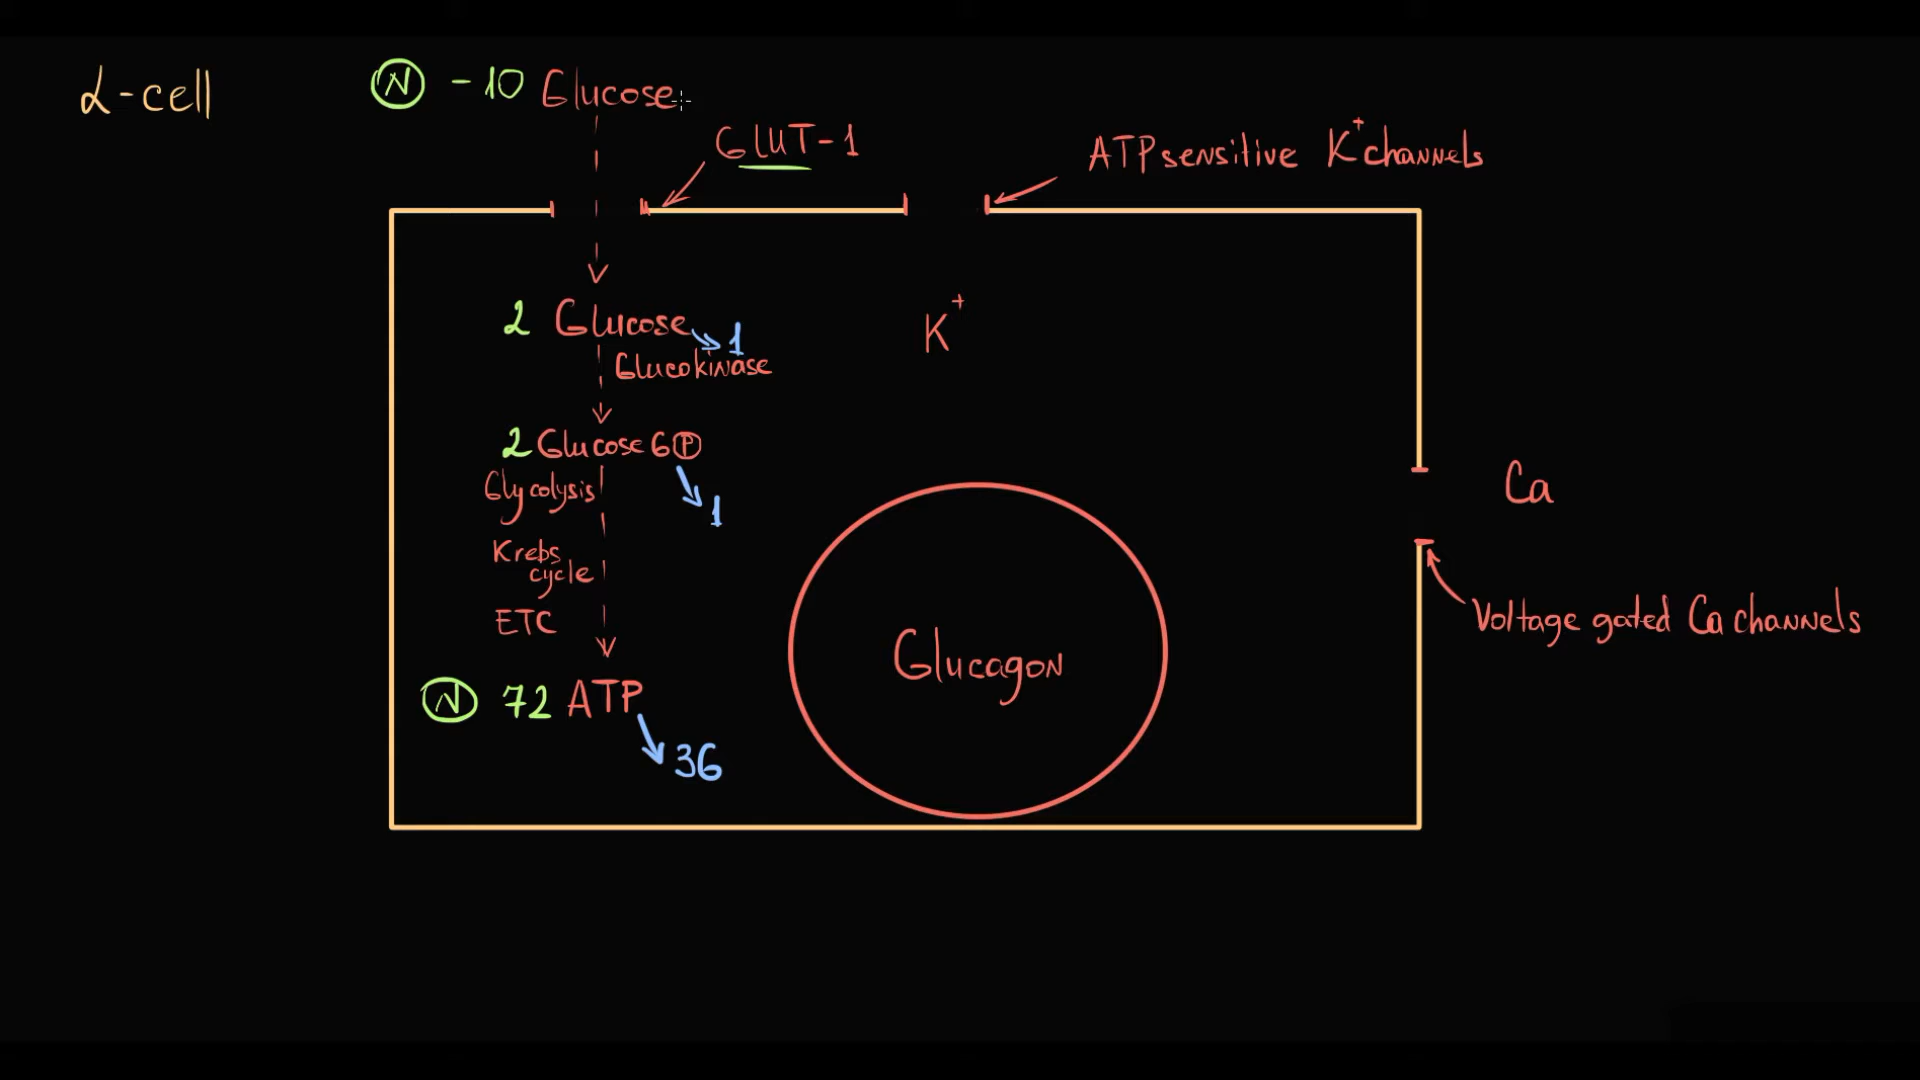 α-cell
N -10 Glucose
GLUT-1
ATP sensitive K+ channels
2 Glucose 1
Glucokinase
K+
2 Glucose 6 P
Glycolysis
1
Krebs
cycle
ETC
N 72 ATP
36
Glucagon
Ca
Voltage gated Ca channels